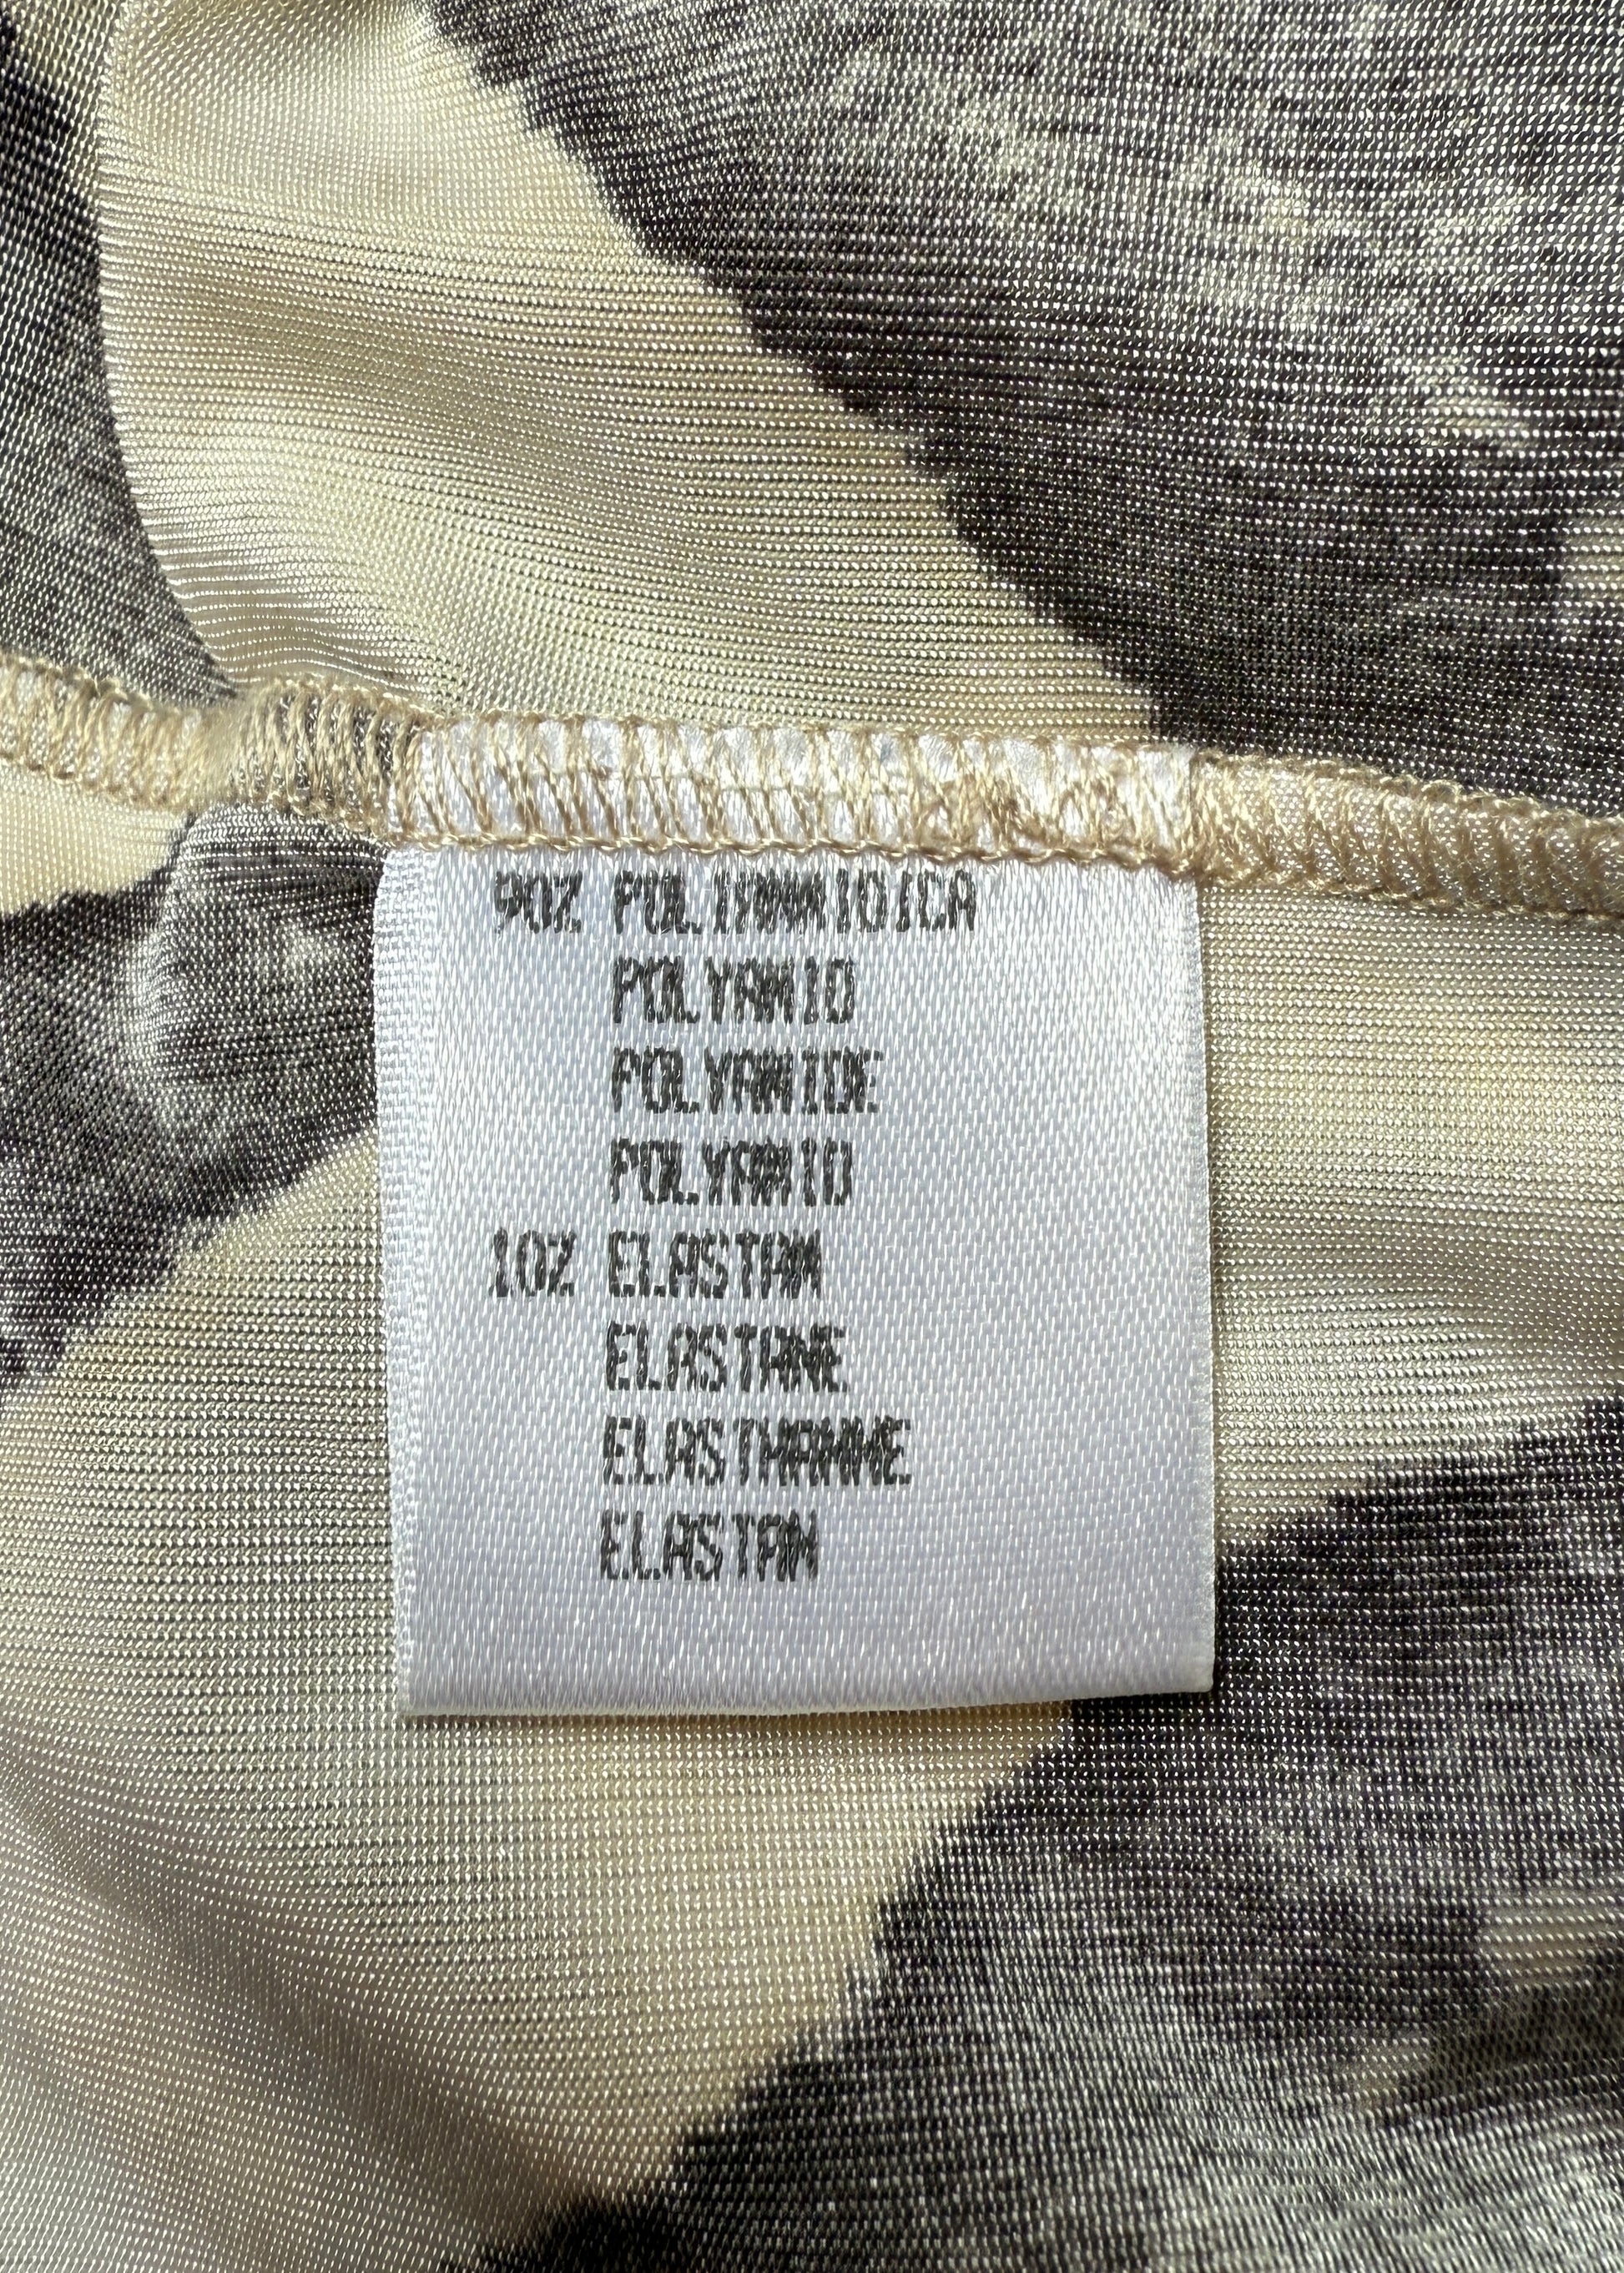 90% POLIAMMIDICA
POLYAMID
POLYAMIDE
POLYAMID
10% ELASTAN
ELASTANE
ELASTHANNE
ELASTAN